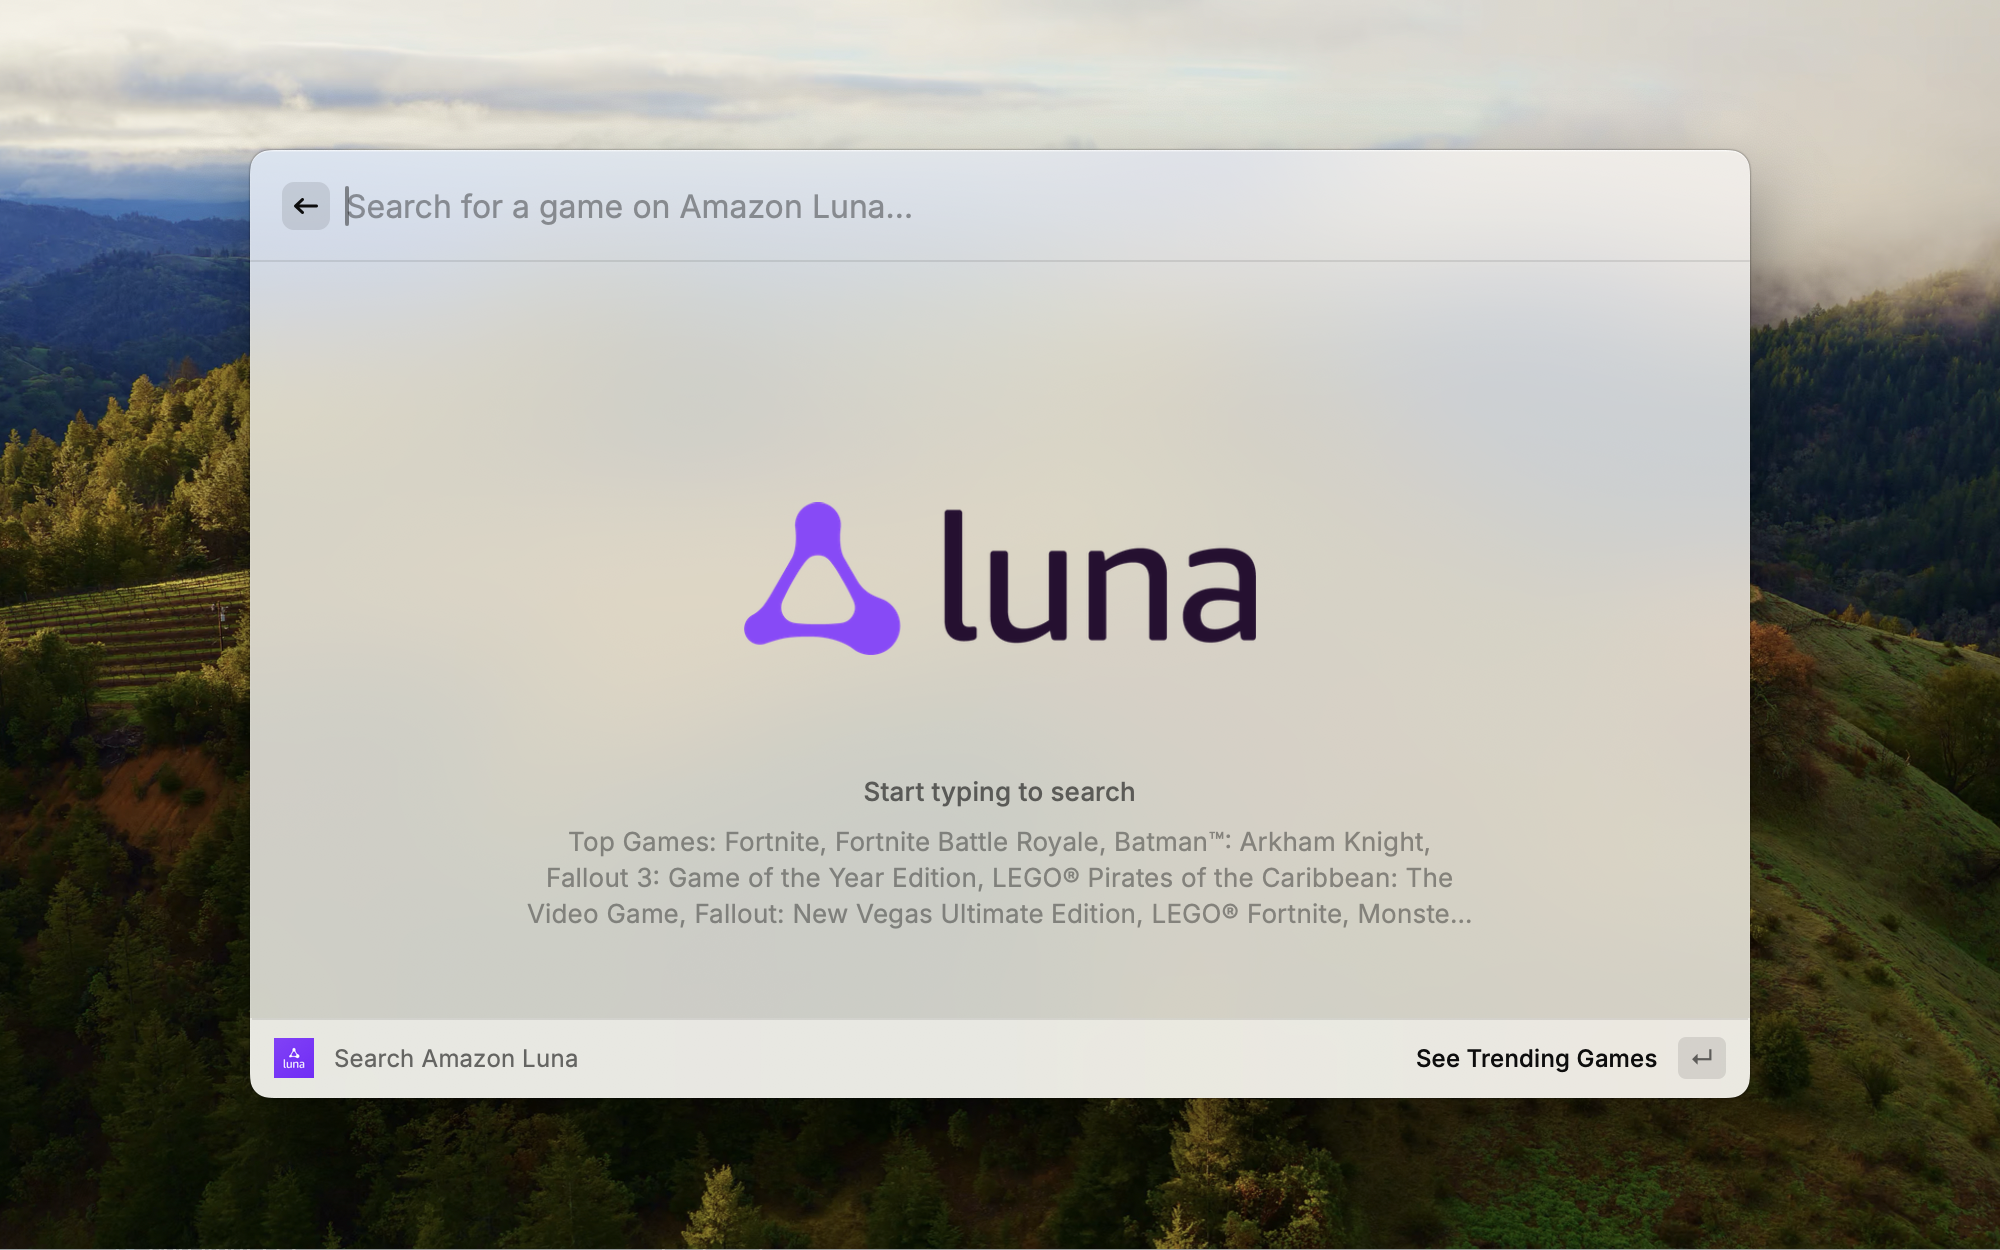 Search for a game on Amazon Luna...
luna
Start typing to search
Top Games: Fortnite, Fortnite Battle Royale, Batman™: Arkham Knight,
Fallout 3: Game of the Year Edition, LEGO® Pirates of the Caribbean: The
Video Game, Fallout: New Vegas Ultimate Edition, LEGO® Fortnite, Monste...
luna
Search Amazon Luna
See Trending Games